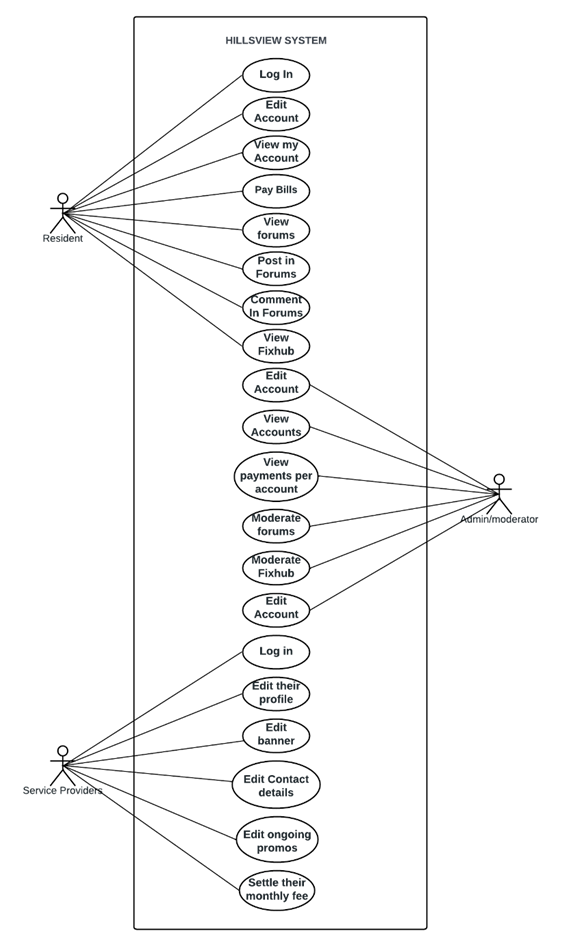 HILLSVIEW SYSTEM
Log In
Edit
Account
View my
Account
Pay Bills
View
forums
Post in
Forums
Comment
In Forums
View
Fixhub
Resident
Edit
Account
View
Accounts
View
payments per
account
Moderate
forums
Moderate
Fixhub
Edit
Account
Admin/moderator
Log in
Edit their
profile
Edit
banner
Edit Contact
details
Edit ongoing
promos
Settle their
monthly fee
Service Providers